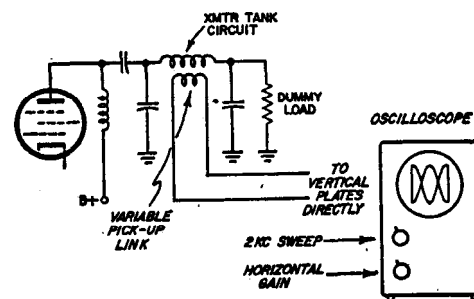 XMTR TANK
CIRCUIT
DUMMY
LOAD
OSCILLOSCOPE
B+
TO
VERTICAL
PLATES
DIRECTLY
VARIABLE
PICK-UP
LINK
2KC SWEEP
HORIZONTAL
GAIN